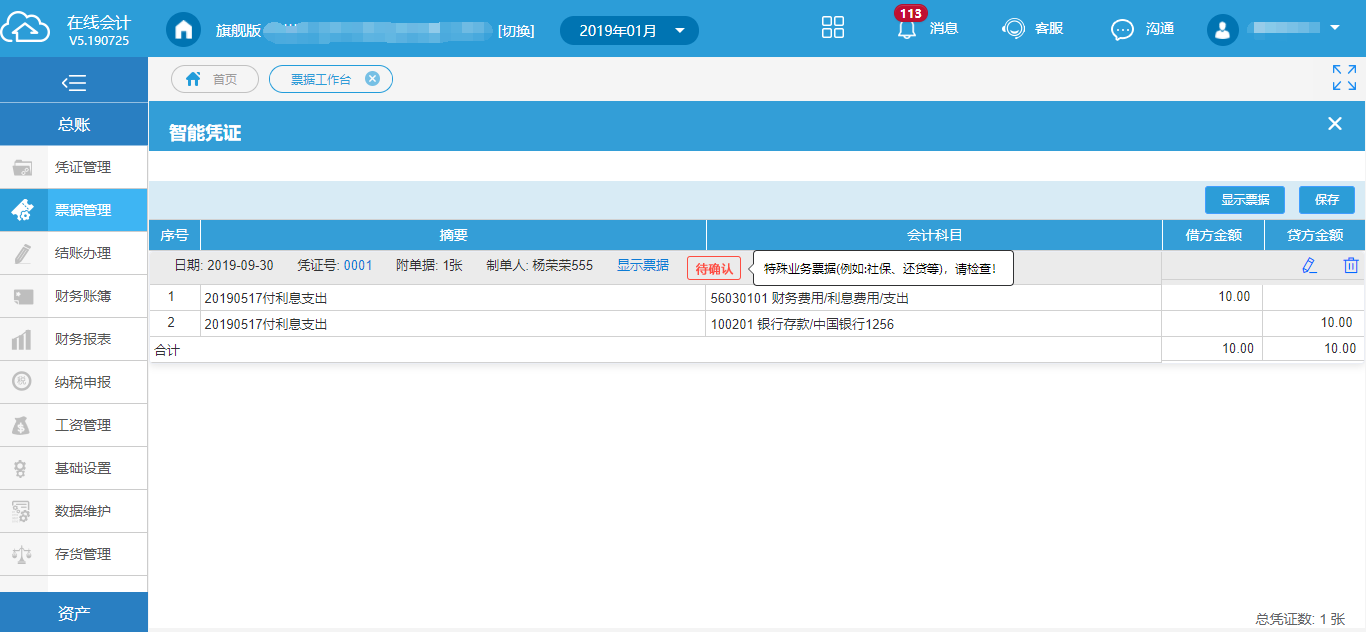 在线会计
V5.190725
旗舰版
[切换]
2019年01月
113
消息
客服
沟通
首页
票据工作台
总账
凭证管理
票据管理
结账办理
财务账簿
财务报表
纳税申报
工资管理
基础设置
数据维护
存货管理
资产
智能凭证
显示票据 保存
序号 摘要 会计科目 借方金额 贷方金额
日期: 2019-09-30 凭证号: 0001 附单据: 1张 制单人: 杨荣荣555 显示票据 待确认 特殊业务票据(例如:社保、还贷等)，请检查！
1 20190517付利息支出 56030101 财务费用/利息费用/支出 10.00
2 20190517付利息支出 100201 银行存款/中国银行1256 10.00
合计 10.00 10.00
总凭证数: 1 张